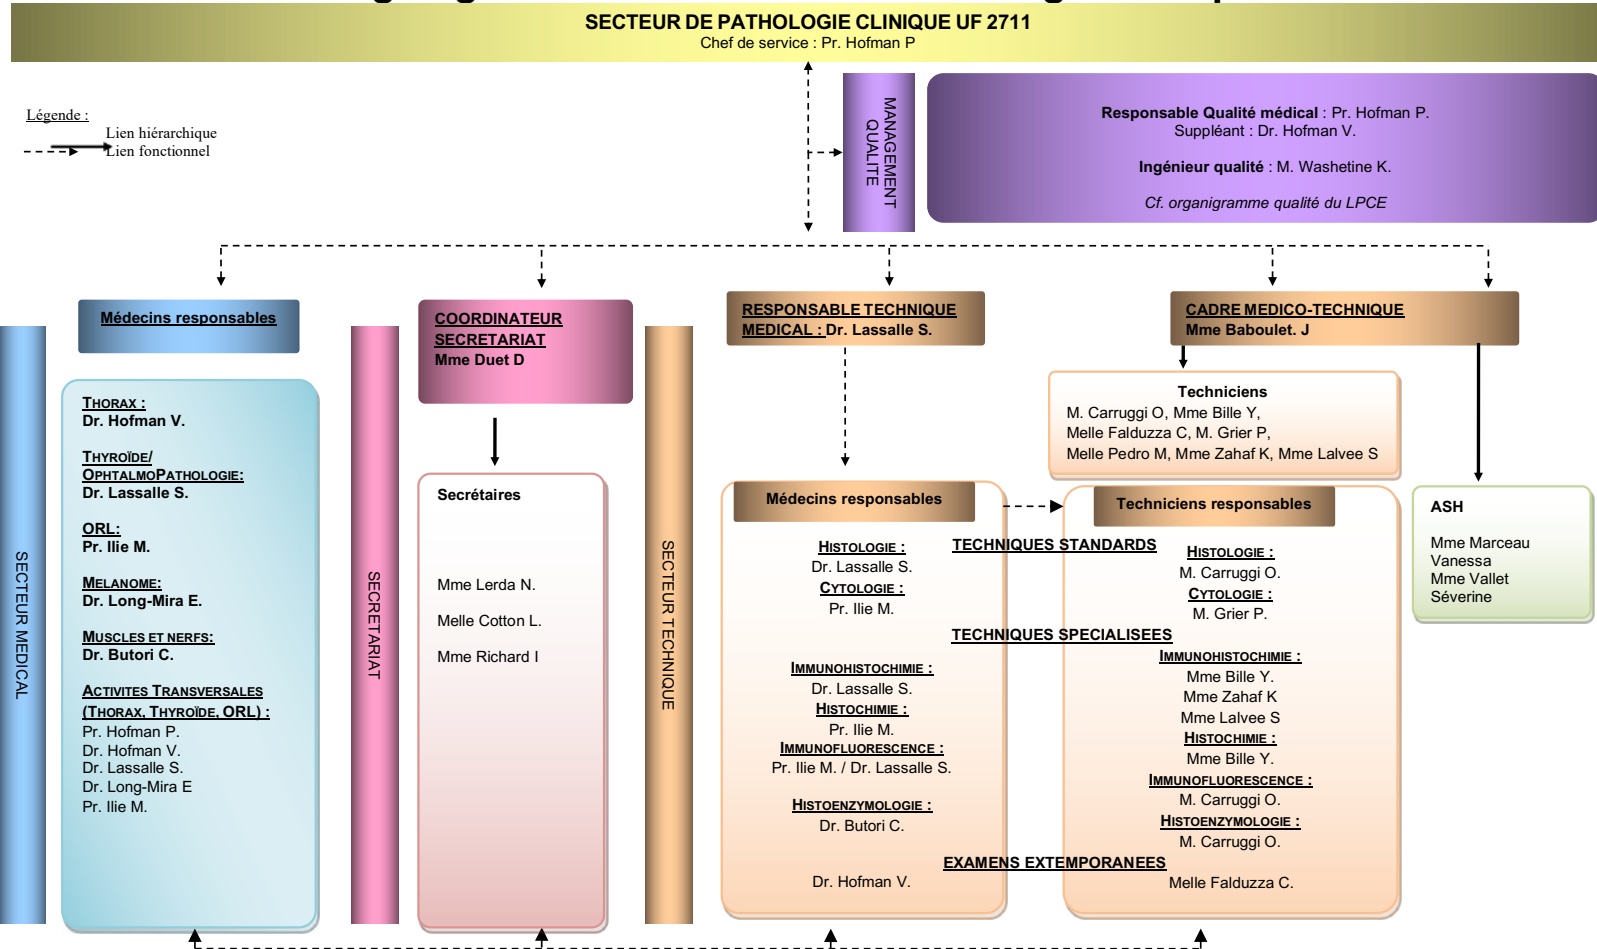 SECTEUR DE PATHOLOGIE CLINIQUE UF 2711
Chef de service : Pr. Hofman P
Légende :
Lien hiérarchique
Lien fonctionnel
MANAGEMENT
QUALITE
Responsable Qualité médical : Pr. Hofman P.
Suppléant : Dr. Hofman V.
Ingénieur qualité : M. Washetine K.
Cf. organigramme qualité du LPCE
SECTEUR MEDICAL
Médecins responsables
THORAX :
Dr. Hofman V.
THYROÏDE/
OPHTALMOPATHOLOGIE:
Dr. Lassalle S.
ORL:
Pr. Ilie M.
MELANOME:
Dr. Long-Mira E.
MUSCLES ET NERFS:
Dr. Butori C.
ACTIVITES TRANSVERSALES
(THORAX, THYROÏDE, ORL) :
Pr. Hofman P.
Dr. Hofman V.
Dr. Lassalle S.
Dr. Long-Mira E
Pr. Ilie M.
SECRETARIAT
COORDINATEUR
SECRETARIAT
Mme Duet D
Secrétaires
Mme Lerda N.
Melle Cotton L.
Mme Richard I
SECTEUR TECHNIQUE
RESPONSABLE TECHNIQUE
MEDICAL : Dr. Lassalle S.
CADRE MEDICO-TECHNIQUE
Mme Baboulet. J
Techniciens
M. Carruggi O, Mme Bille Y,
Melle Falduzza C, M. Grier P,
Melle Pedro M, Mme Zahaf K, Mme Lalvee S
Médecins responsables
Techniciens responsables
TECHNIQUES STANDARDS
HISTOLOGIE :
Dr. Lassalle S.
CYTOLOGIE :
Pr. Ilie M.
HISTOLOGIE :
M. Carruggi O.
CYTOLOGIE :
M. Grier P.
TECHNIQUES SPECIALISEES
IMMUNOHISTOCHIMIE :
Dr. Lassalle S.
HISTOCHIMIE :
Pr. Ilie M.
IMMUNOFLUORESCENCE :
Pr. Ilie M. / Dr. Lassalle S.
HISTOENZYMOLOGIE :
Dr. Butori C.
IMMUNOHISTOCHIMIE :
Mme Bille Y.
Mme Zahaf K
Mme Lalvee S
HISTOCHIMIE :
Mme Bille Y.
IMMUNOFLUORESCENCE :
M. Carruggi O.
HISTOENZYMOLOGIE :
M. Carruggi O.
EXAMENS EXTEMPORANEES
Dr. Hofman V.
Melle Falduzza C.
ASH
Mme Marceau
Vanessa
Mme Vallet
Séverine